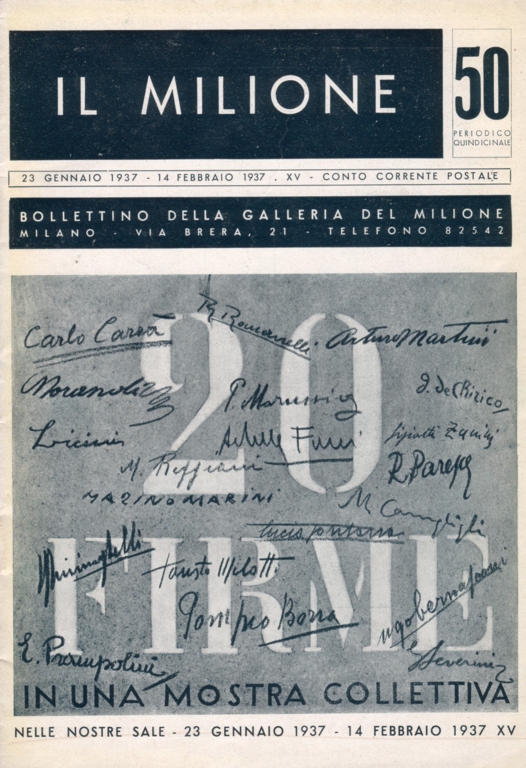 IL MILIONE
50
PERIODICO
QUINDICINALE
23 GENNAIO 1937 - 14 FEBBRAIO 1937 . XV - CONTO CORRENTE POSTALE
BOLLETTINO DELLA GALLERIA DEL MILIONE
MILANO - VIA BRERA, 21 - TELEFONO 82542
20
FIRME
R. Romanelli
Carlo Carrà
Arturo Martini
Morandi
P. Marussig
G. de Chirico
Licini
Achille Funi
M. Reggiani
R. Paresce
MARINO MARINI
M. Campigli
Lucio Fontana
Fausto Melotti
Pompeo Borra
E. Prampolini
G. Severini
IN UNA MOSTRA COLLETTIVA
NELLE NOSTRE SALE - 23 GENNAIO 1937 - 14 FEBBRAIO 1937 XV